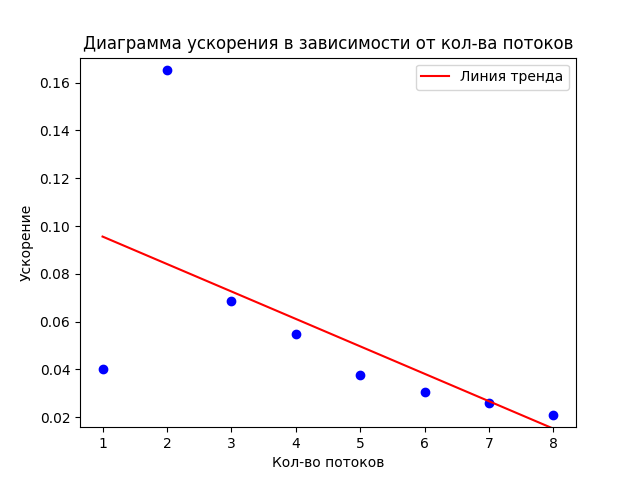 Диаграмма ускорения в зависимости от кол-ва потоков
Линия тренда
0.16
0.14
0.12
0.10
0.08
0.06
0.04
0.02
Ускорение
1 2 3 4 5 6 7 8
Кол-во потоков